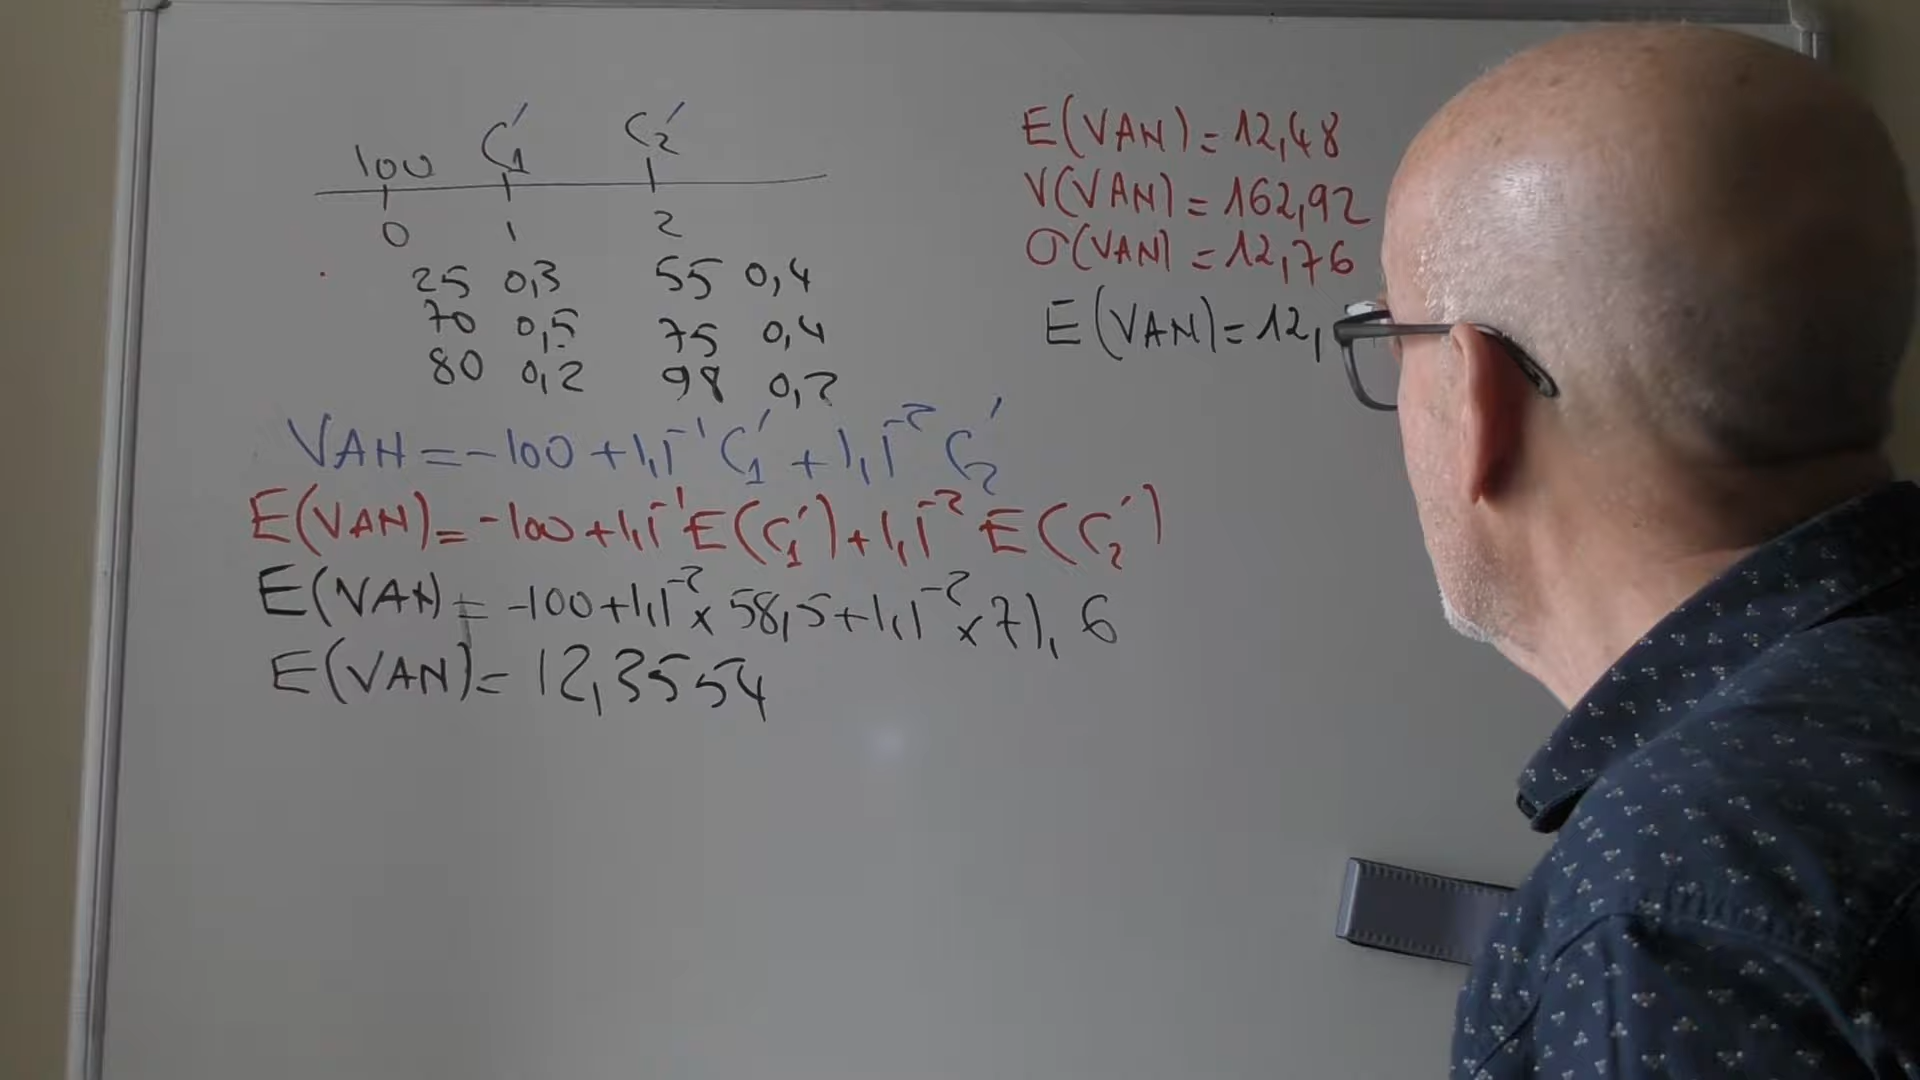 100 C₁' C₂'
0 1 2
25 0,3 55 0,4
70 0,5 75 0,4
80 0,2 98 0,2
VAN = -100 + 1,1⁻¹ C₁' + 1,1⁻² C₂'
E(VAN) = -100 + 1,1⁻¹ E(C₁') + 1,1⁻² E(C₂')
E(VAN) = -100 + 1,1⁻² × 58,5 + 1,1⁻² × 71,6
E(VAN) = 12,3554
E(VAN) = 12,48
V(VAN) = 162,92
σ(VAN) = 12,76
E(VAN) = 12,